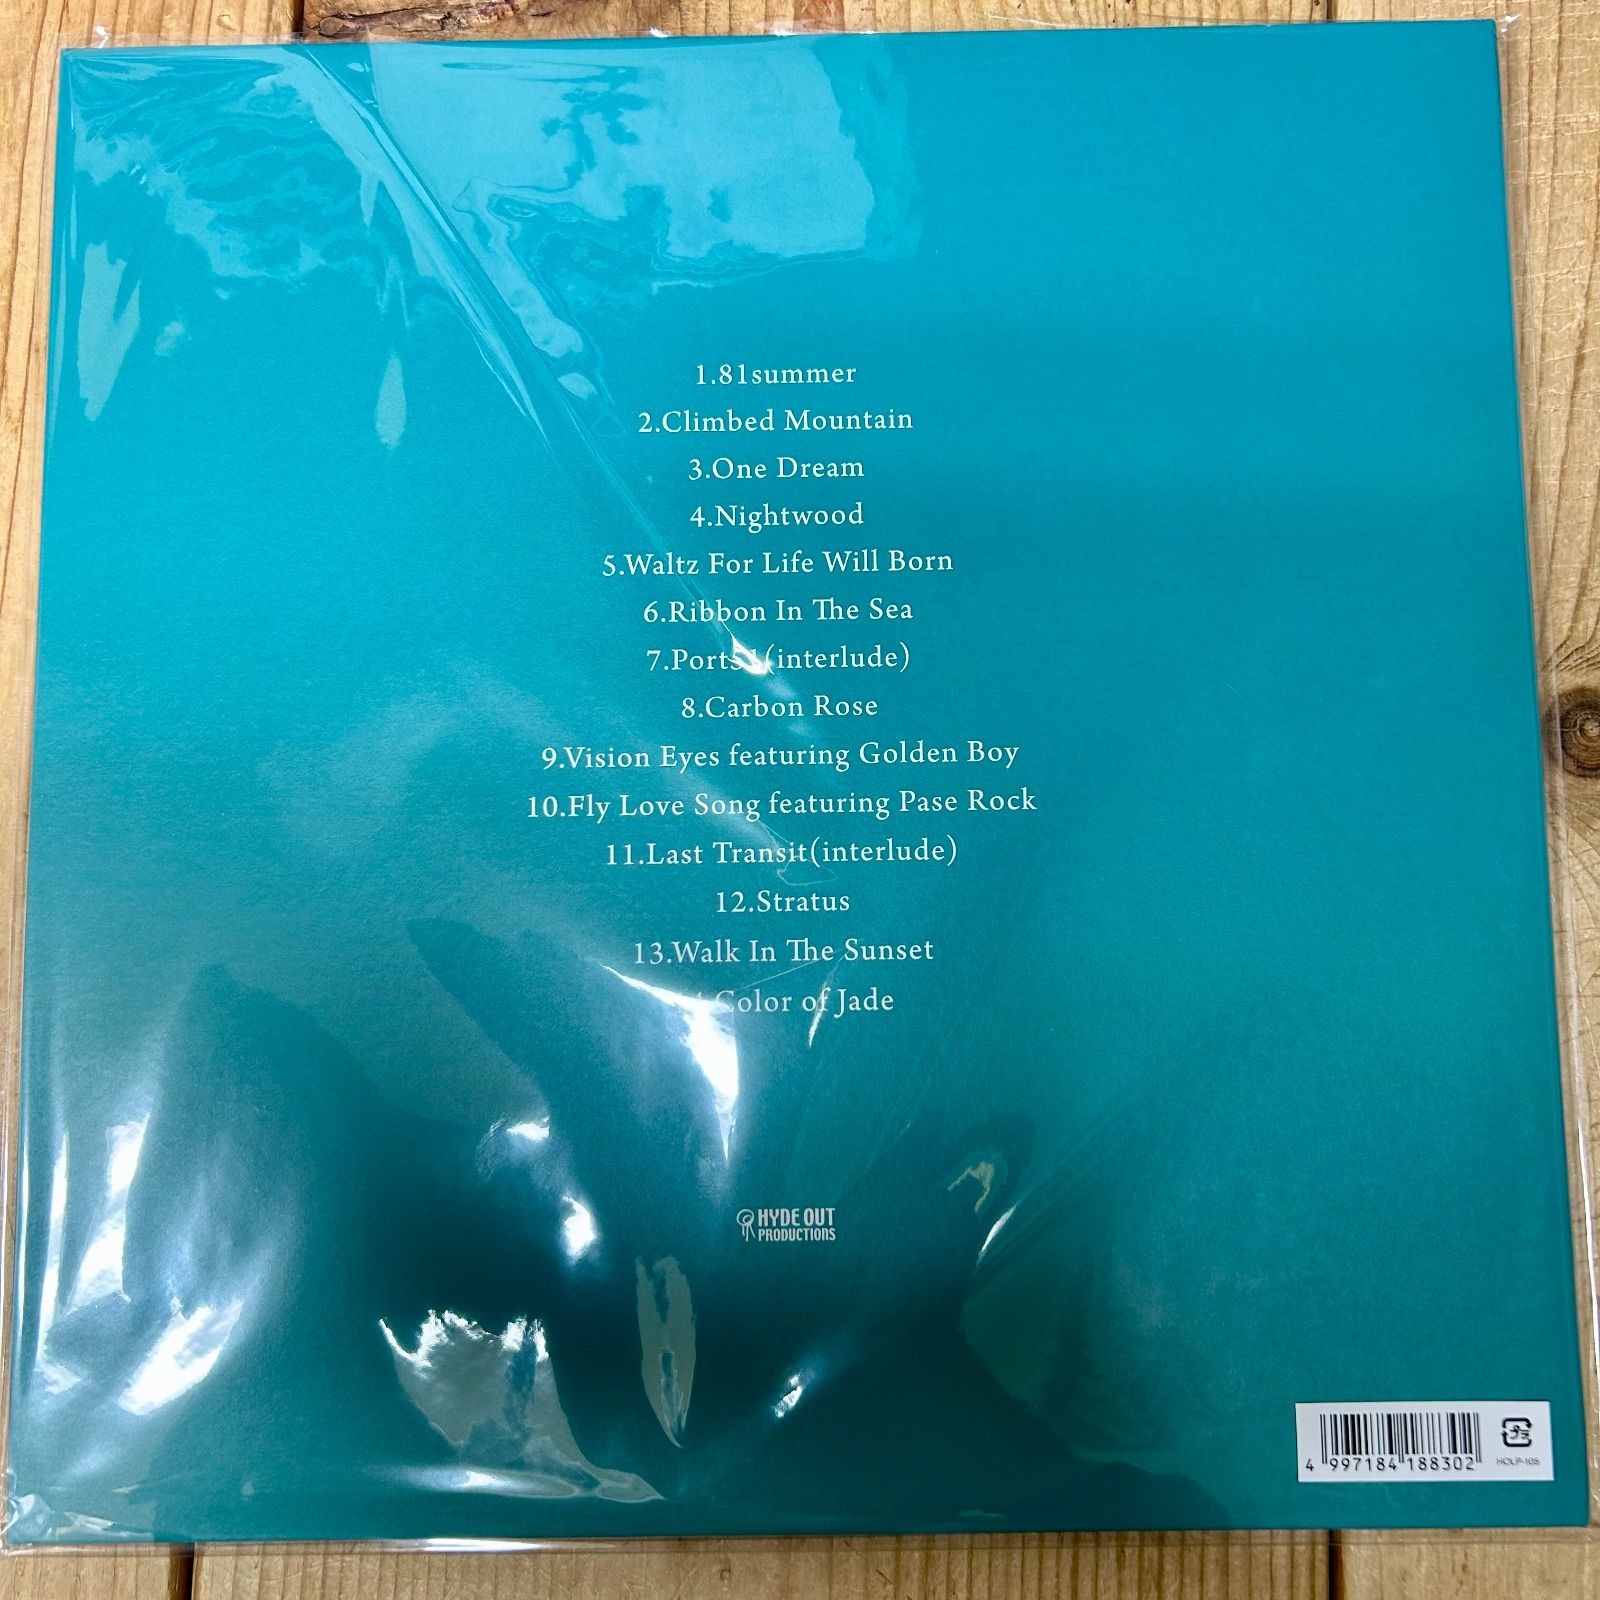 1.81summer
2.Climbed Mountain
3.One Dream
4.Nightwood
5.Waltz For Life Will Born
6.Ribbon In The Sea
7.Port51(interlude)
8.Carbon Rose
9.Vision Eyes featuring Golden Boy
10.Fly Love Song featuring Pase Rock
11.Last Transit(interlude)
12.Stratus
13.Walk In The Sunset
Color of Jade
HYDE OUT
PRODUCTIONS
4 997184 188302
HOLP-105